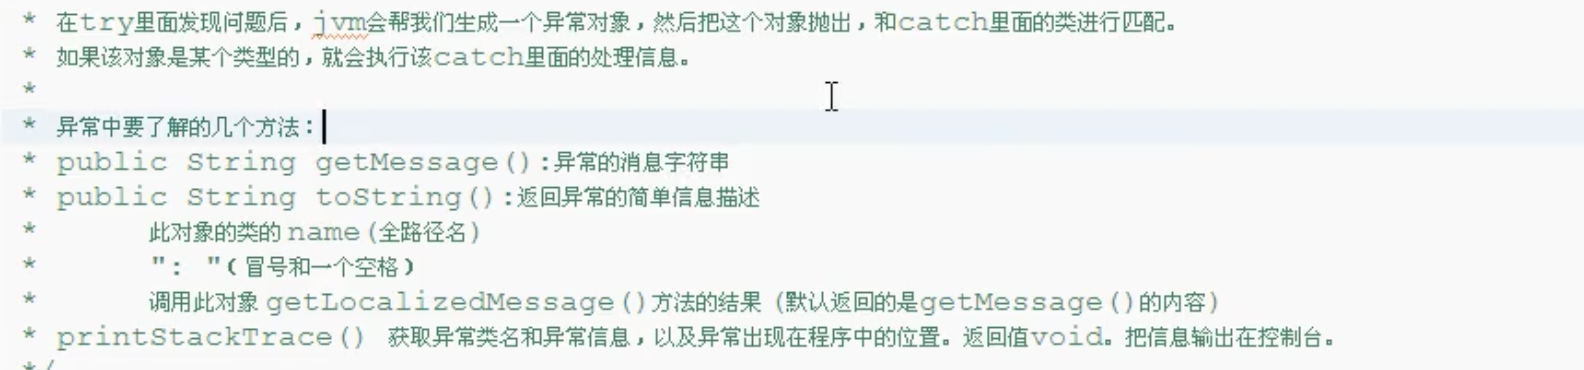 * 在try里面发现问题后，jvm会帮我们生成一个异常对象，然后把这个对象抛出，和catch里面的类进行匹配。
* 如果该对象是某个类型的，就会执行该catch里面的处理信息。
*
* 异常中要了解的几个方法：
* public String getMessage():异常的消息字符串
* public String toString():返回异常的简单信息描述
* 此对象的类的 name(全路径名)
* ": "(冒号和一个空格)
* 调用此对象 getLocalizedMessage()方法的结果 (默认返回的是getMessage()的内容)
* printStackTrace() 获取异常类名和异常信息，以及异常出现在程序中的位置。返回值void。把信息输出在控制台。
*/